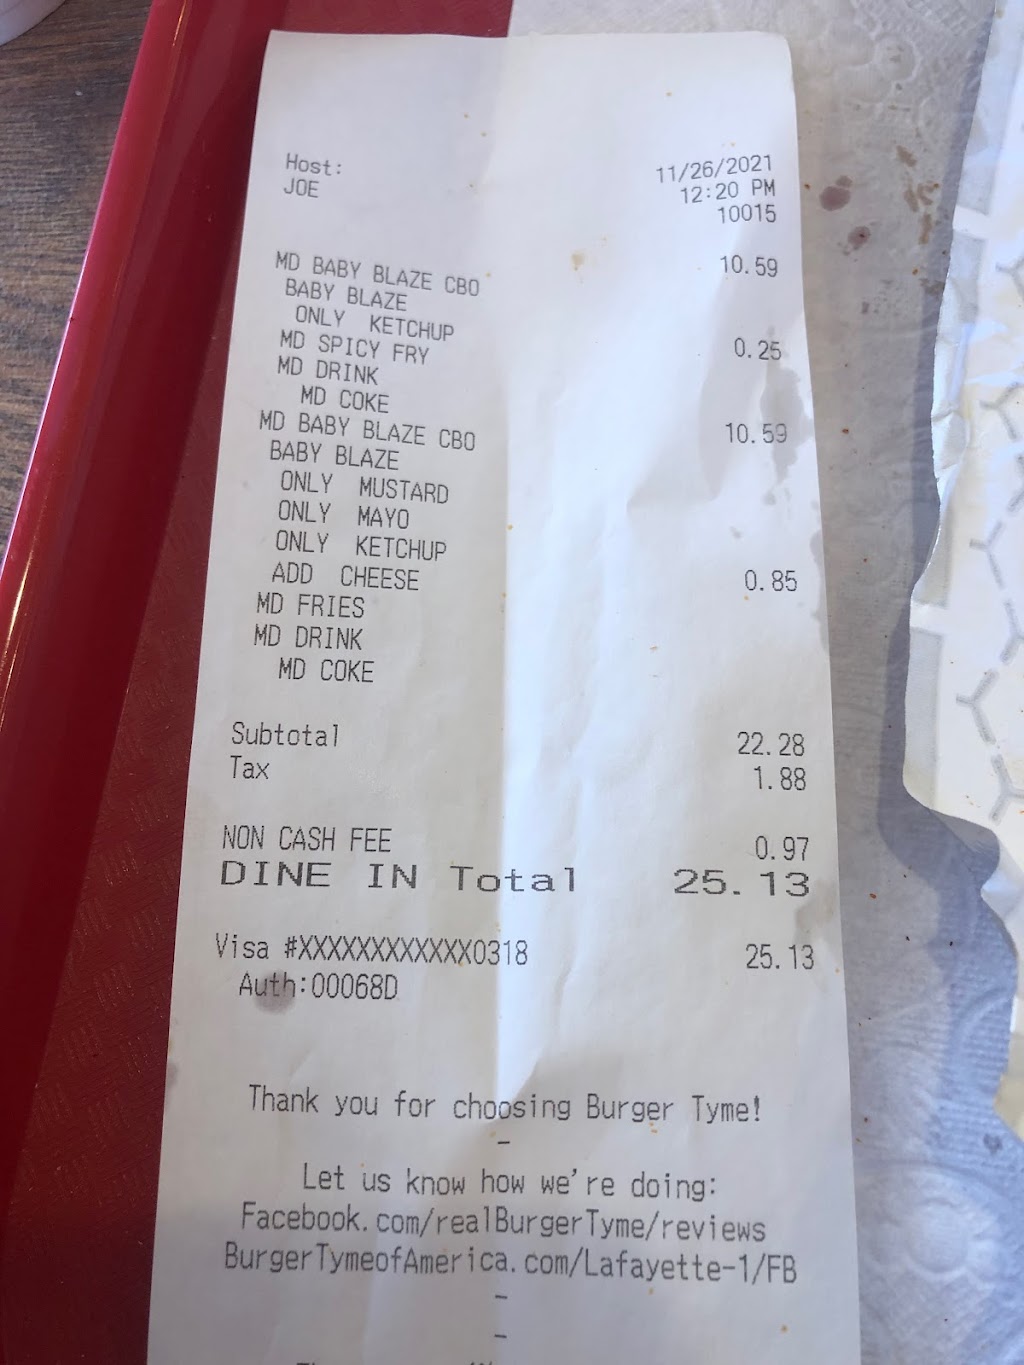 Host: 11/26/2021
JOE 12:20 PM
10015
MD BABY BLAZE CBO 10.59
BABY BLAZE
ONLY KETCHUP
MD SPICY FRY 0.25
MD DRINK
MD COKE
MD BABY BLAZE CBO 10.59
BABY BLAZE
ONLY MUSTARD
ONLY MAYO
ONLY KETCHUP
ADD CHEESE 0.85
MD FRIES
MD DRINK
MD COKE
Subtotal 22.28
Tax 1.88
NON CASH FEE 0.97
DINE IN Total 25.13
Visa #XXXXXXXXXXXX0318 25.13
Auth:00068D
Thank you for choosing Burger Tyme!
-
Let us know how we're doing:
Facebook.com/realBurgerTyme/reviews
BurgerTymeofAmerica.com/Lafayette-1/FB
-
-